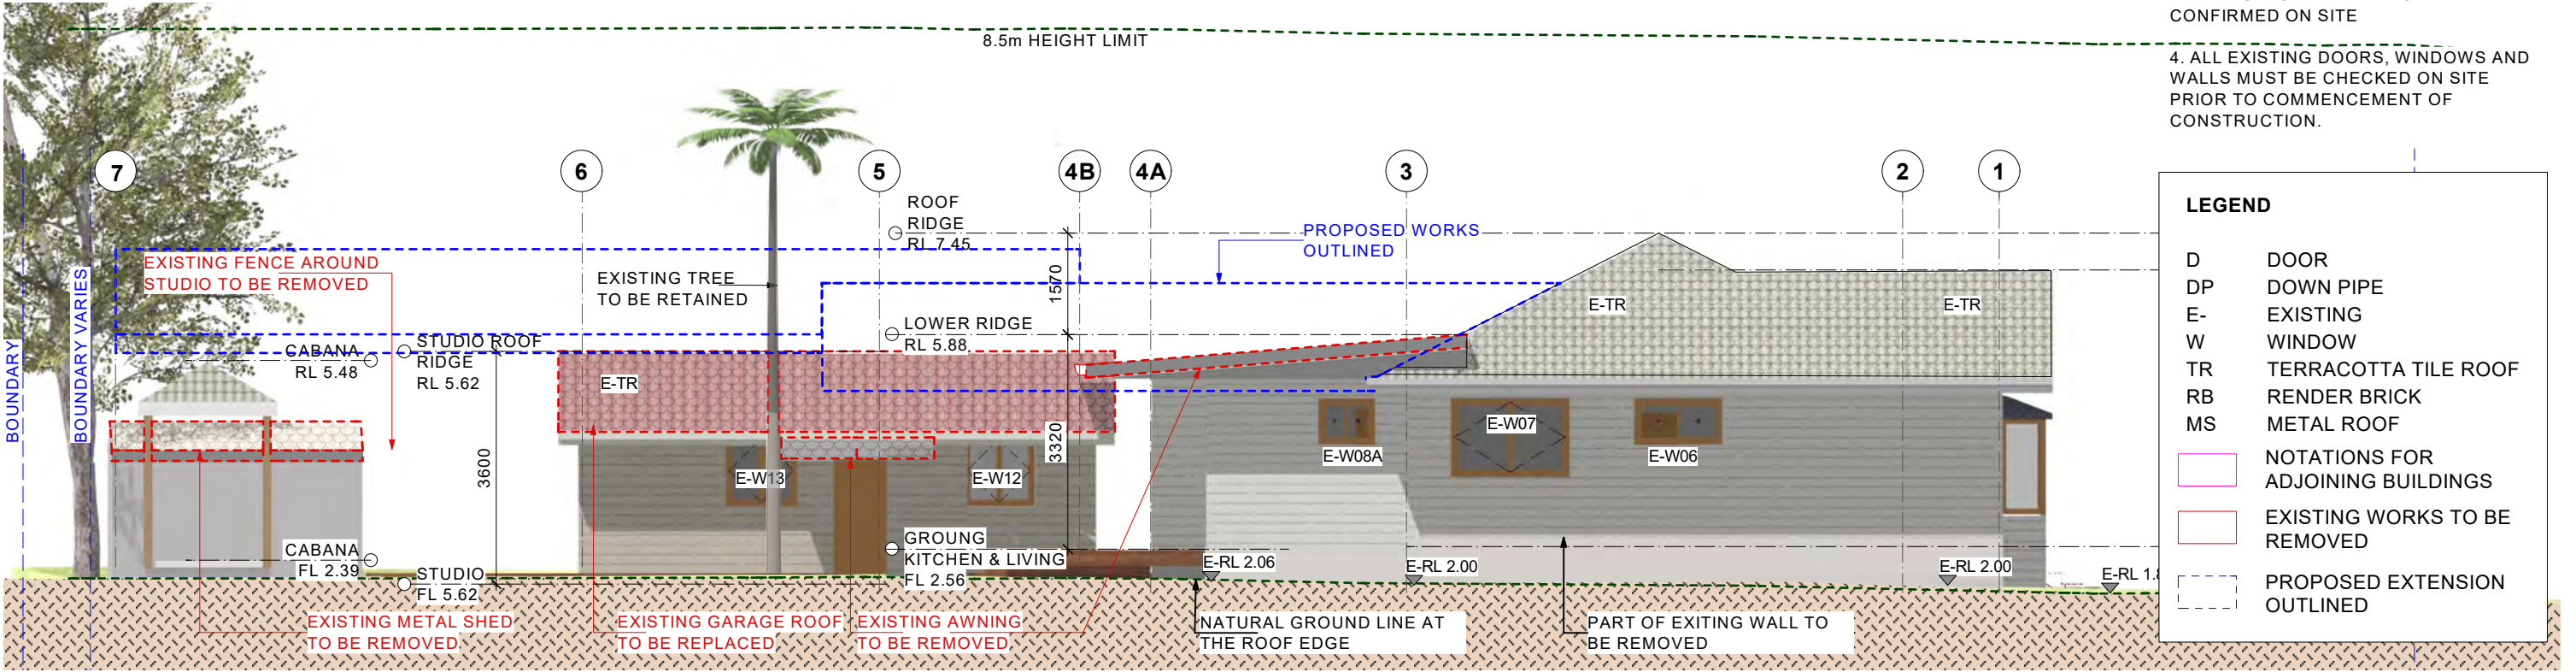 CONFIRMED ON SITE
8.5m HEIGHT LIMIT
4. ALL EXISTING DOORS, WINDOWS AND
WALLS MUST BE CHECKED ON SITE
PRIOR TO COMMENCEMENT OF
CONSTRUCTION.
7
6
5
4B
4A
3
2
1
ROOF
RIDGE
RL 7.45
PROPOSED WORKS
OUTLINED
EXISTING FENCE AROUND
STUDIO TO BE REMOVED
EXISTING TREE
TO BE RETAINED
1570
BOUNDARY
BOUNDARY VARIES
LOWER RIDGE
RL 5.88
STUDIO ROOF
RIDGE
RL 5.62
CABANA
RL 5.48
E-TR
E-TR
E-TR
3600
3320
E-W13
E-W12
E-W08A
E-W07
E-W06
GROUNG
KITCHEN & LIVING
FL 2.56
CABANA
FL 2.39
STUDIO
FL 5.62
E-RL 2.06
E-RL 2.00
E-RL 2.00
E-RL 1.8
EXISTING METAL SHED
TO BE REMOVED
EXISTING GARAGE ROOF
TO BE REPLACED
EXISTING AWNING
TO BE REMOVED
NATURAL GROUND LINE AT
THE ROOF EDGE
PART OF EXITING WALL TO
BE REMOVED
LEGEND
D DOOR
DP DOWN PIPE
E- EXISTING
W WINDOW
TR TERRACOTTA TILE ROOF
RB RENDER BRICK
MS METAL ROOF
NOTATIONS FOR
ADJOINING BUILDINGS
EXISTING WORKS TO BE
REMOVED
PROPOSED EXTENSION
OUTLINED